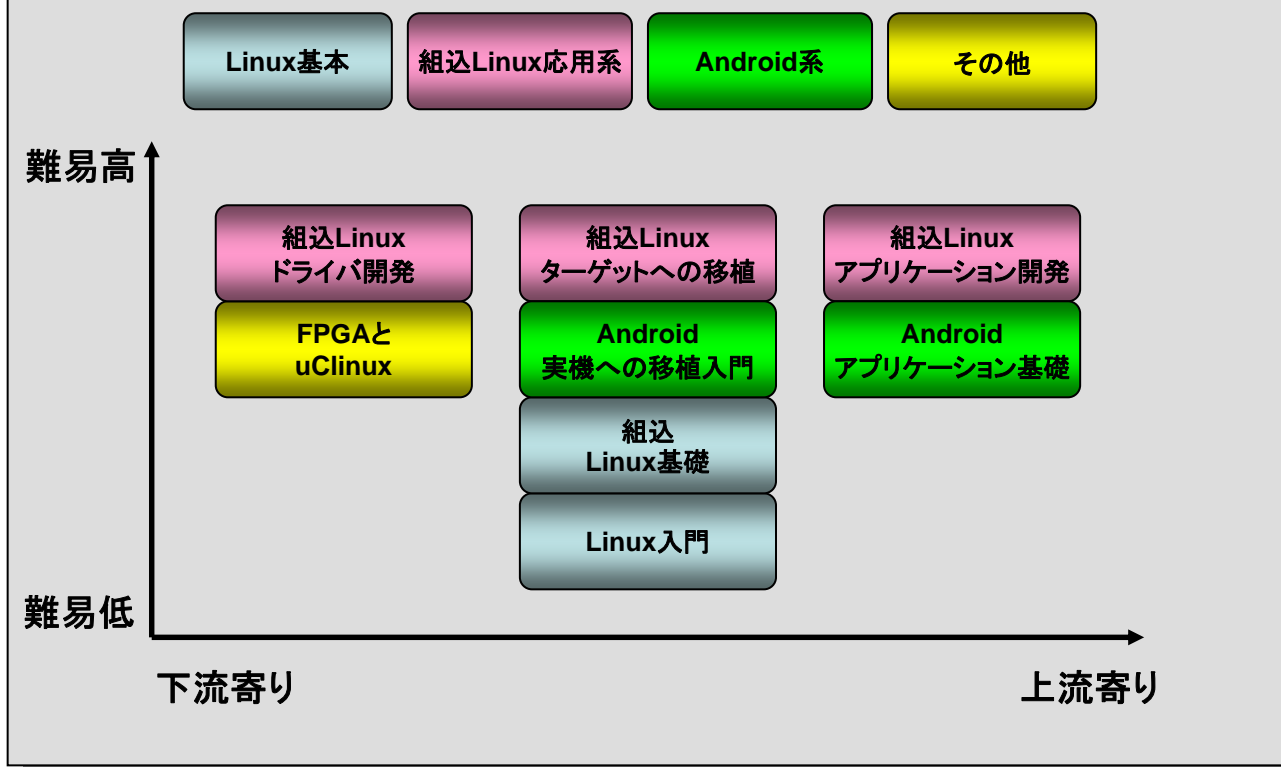 Linux基本
組込Linux応用系
Android系
その他
難易高
組込Linux
ドライバ開発
組込Linux
ターゲットへの移植
組込Linux
アプリケーション開発
FPGAと
uClinux
Android
実機への移植入門
Android
アプリケーション基礎
組込
Linux基礎
Linux入門
難易低
下流寄り
上流寄り